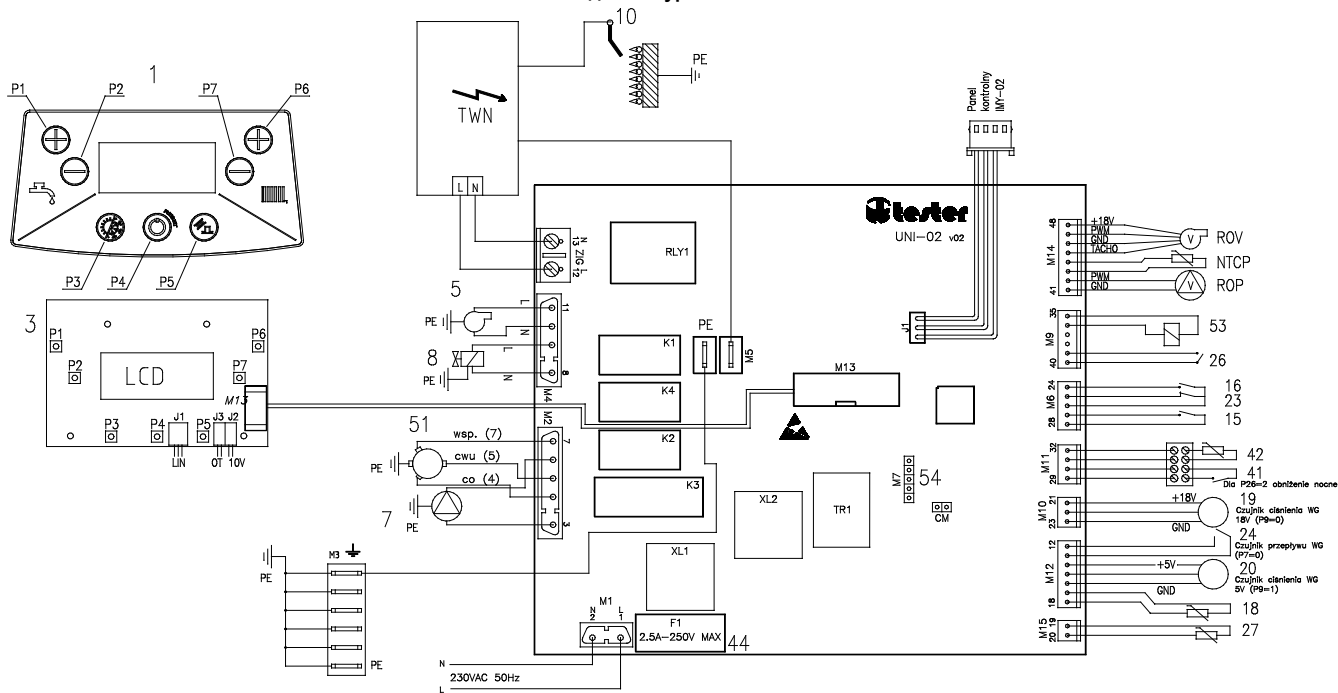 10
PE
1
P1
P2
P7
P6
TWN
L N
Panel
kontrolny
IMY-02
tester
UNI-02 v02
RLY1
N
13
ZIG
L
12
48
+18V
PWM
GND
TACHO
M14
PWM
GND
41
V
ROV
NTCP
ROP
P3
P4
P5
3
P1
P2
P6
P7
LCD
M13
P3
P4
J1
P5
J3 J2
LIN
OT
10V
5
PE
L
N
8
L
N
PE
11
8
M4
K1
PE
M5
K4
M13
K2
K3
J1
35
M9
40
53
26
24
M6
28
16
23
15
51
PE
wsp. (7)
cwu (5)
co (4)
7
PE
M2
7
3
XL2
TR1
M7
54
CM
32
M11
29
42
41
Dla P26=2 obniżenie nocne
21
M10
23
+18V
GND
19
Czujnik ciśnienia WG
18V (P9=0)
24
Czujnik przepływu WG
(P7=0)
12
M12
18
+5V
GND
20
Czujnik ciśnienia WG
5V (P9=1)
18
M15
20 19
27
PE
M3
PE
XL1
M1
N
2
L
1
F1
2.5A-250V MAX
44
N
230VAC 50Hz
L